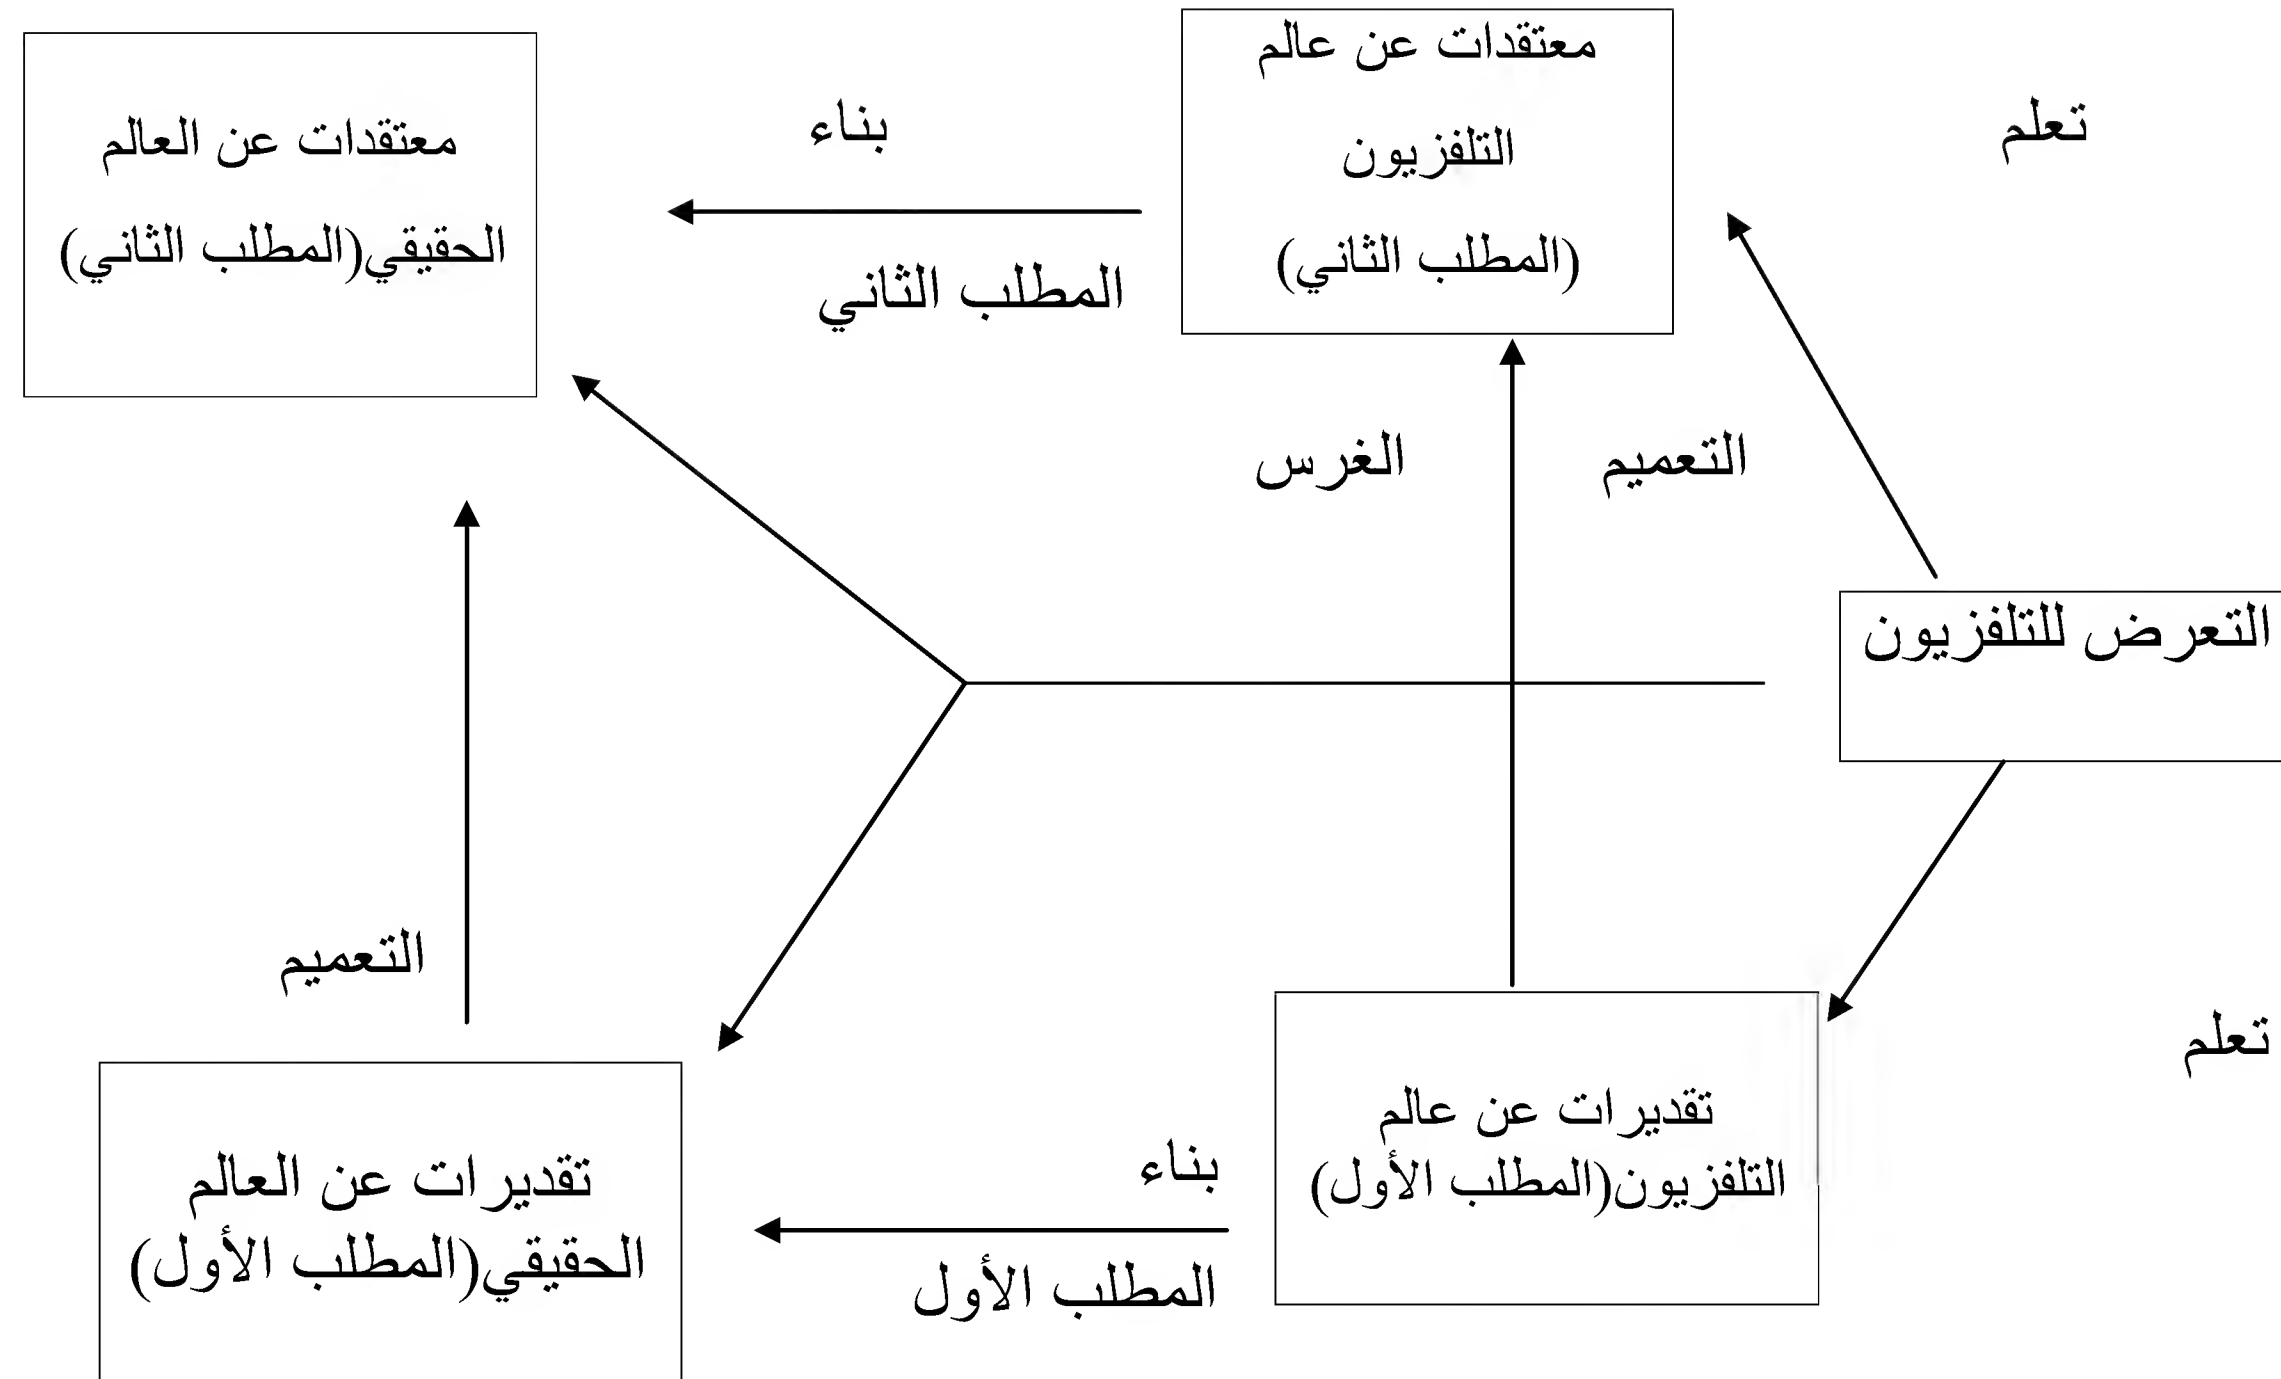 تعلم
معتقدات عن عالم
التلفزيون
(المطلب الثاني)
بناء
المطلب الثاني
معتقدات عن العالم
الحقيقي(المطلب الثاني)
التعميم
الغرس
التعرض للتلفزيون
التعميم
تعلم
تقديرات عن عالم
التلفزيون(المطلب الأول)
بناء
المطلب الأول
تقديرات عن العالم
الحقيقي(المطلب الأول)